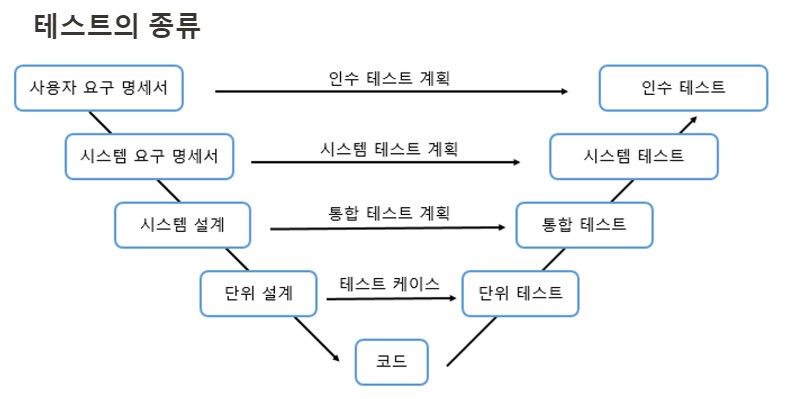 테스트의 종류
사용자 요구 명세서
인수 테스트 계획
인수 테스트
시스템 요구 명세서
시스템 테스트 계획
시스템 테스트
시스템 설계
통합 테스트 계획
통합 테스트
단위 설계
테스트 케이스
단위 테스트
코드